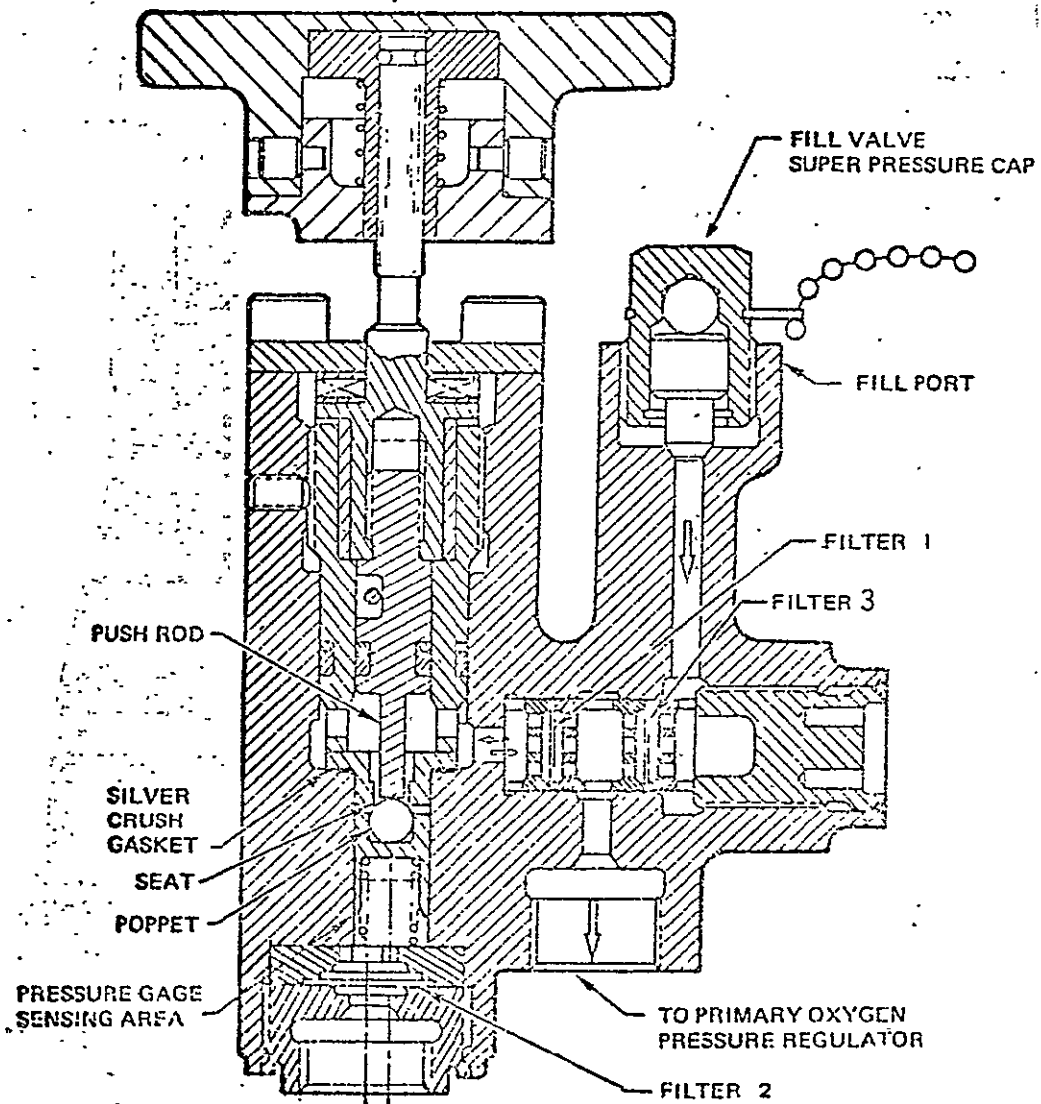 FILL VALVE
SUPER PRESSURE CAP
FILL PORT
FILTER 1
FILTER 3
PUSH ROD
SILVER
CRUSH
GASKET
SEAT
POPPET
PRESSURE GAGE
SENSING AREA
TO PRIMARY OXYGEN
PRESSURE REGULATOR
FILTER 2